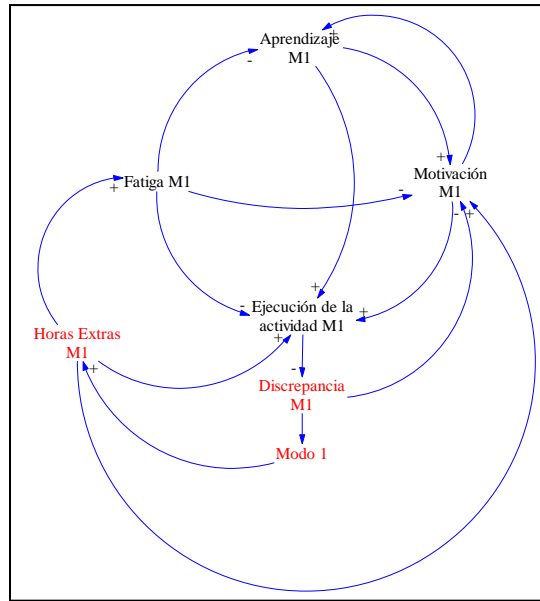 Aprendizaje
M1
+
-
+
Fatiga M1
+
Motivación
M1
-
-
+
+
-
Ejecución de la
actividad M1
+
+
Horas Extras
M1
+
-
Discrepancia
M1
Modo 1